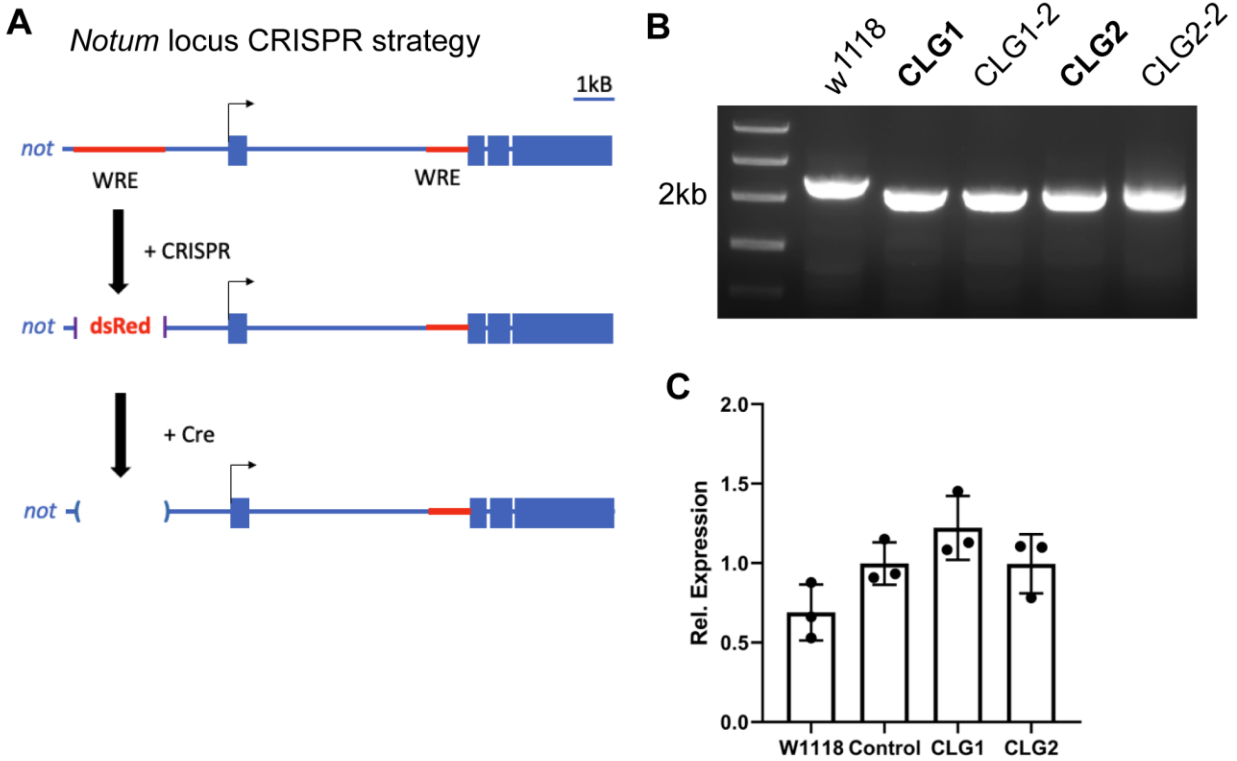 A
Notum locus CRISPR strategy
1kB
not
WRE
WRE
+ CRISPR
not
dsRed
+ Cre
not
B
w1118
CLG1
CLG1-2
CLG2
CLG2-2
2kb
C
Rel. Expression
2.0
1.5
1.0
0.5
0.0
W1118 Control CLG1 CLG2